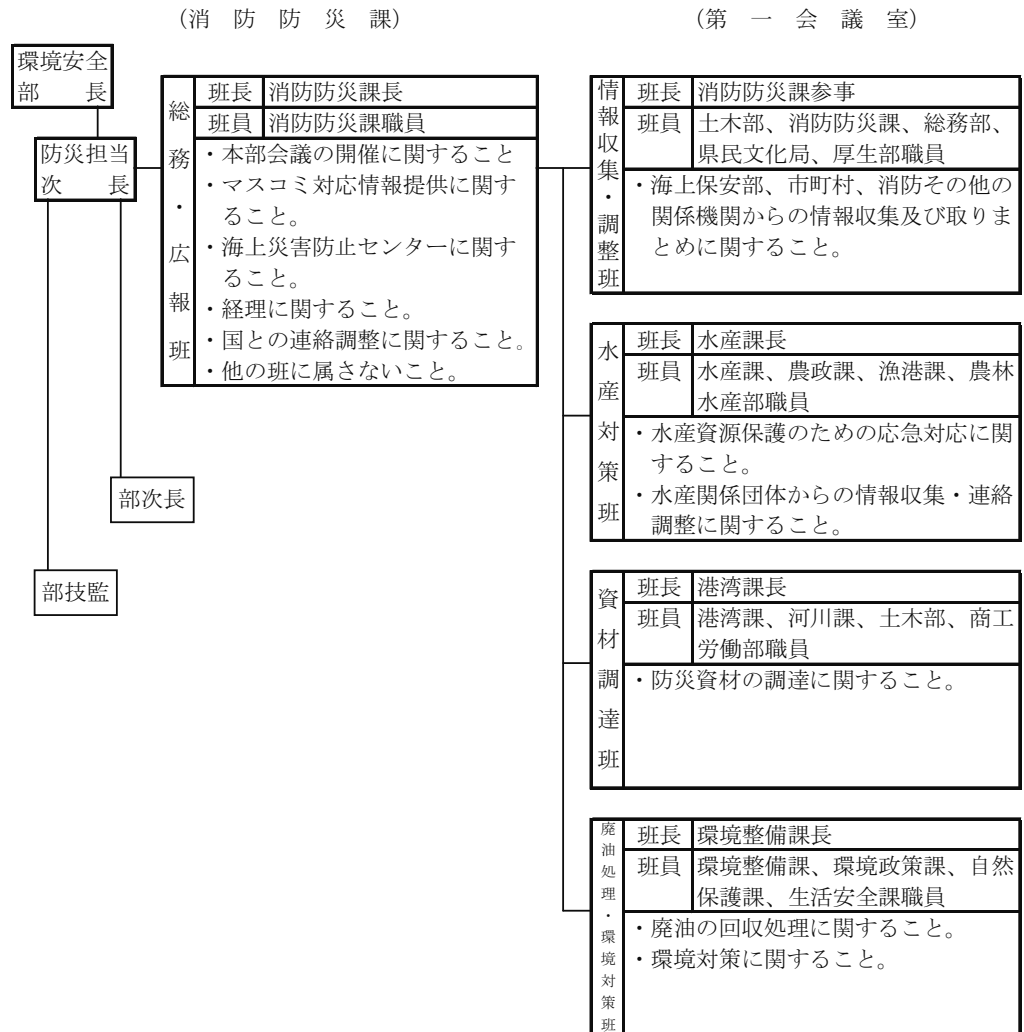 （消　防　防　災　課）
（第　一　会　議　室）
環境安全
部　　長
防災担当
次　　長
部次長
部技監
総務・広報班
班長　消防防災課長
班員　消防防災課職員
・本部会議の開催に関すること
・マスコミ対応情報提供に関す
ること。
・海上災害防止センターに関す
ること。
・経理に関すること。
・国との連絡調整に関すること。
・他の班に属さないこと。
情報収集・調整班
班長　消防防災課参事
班員　土木部、消防防災課、総務部、
県民文化局、厚生部職員
・海上保安部、市町村、消防その他の
関係機関からの情報収集及び取りま
とめに関すること。
水産対策班
班長　水産課長
班員　水産課、農政課、漁港課、農林
水産部職員
・水産資源保護のための応急対応に関
すること。
・水産関係団体からの情報収集・連絡
調整に関すること。
資材調達班
班長　港湾課長
班員　港湾課、河川課、土木部、商工
労働部職員
・防災資材の調達に関すること。
廃油処理・環境対策班
班長　環境整備課長
班員　環境整備課、環境政策課、自然
保護課、生活安全課職員
・廃油の回収処理に関すること。
・環境対策に関すること。